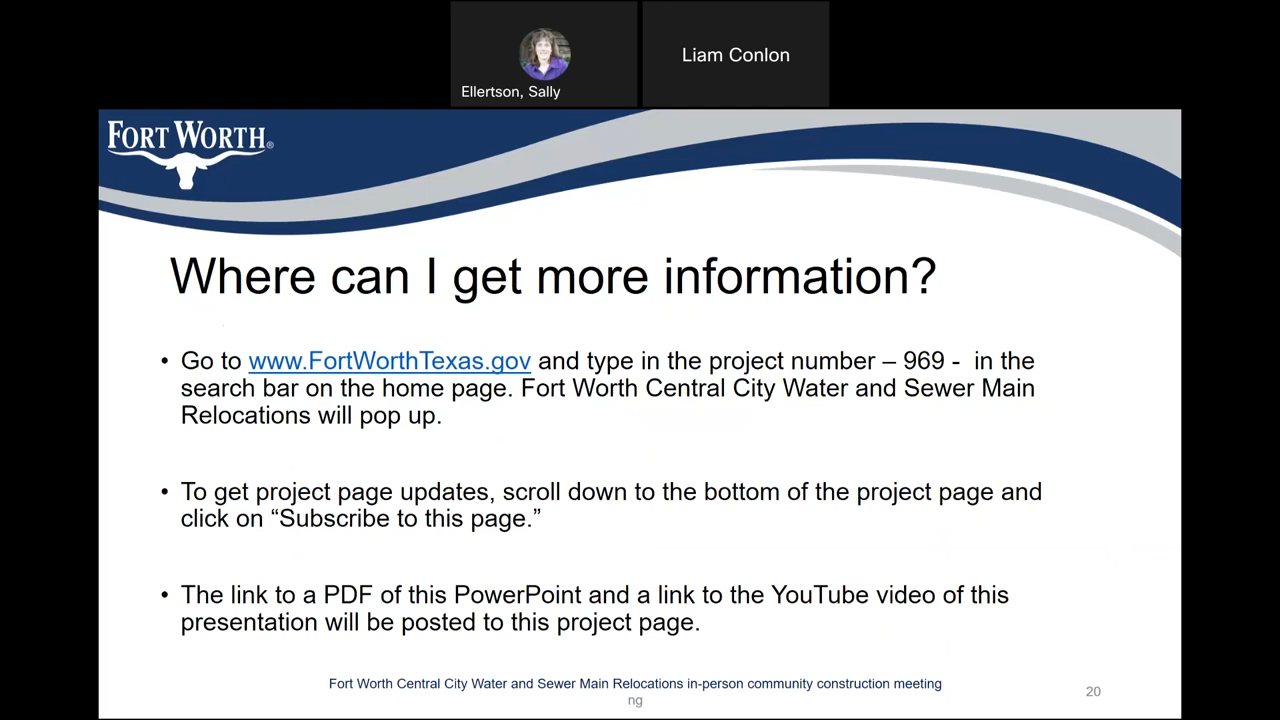 Ellertson, Sally
Liam Conlon
FORT WORTH®
Where can I get more information?
• Go to www.FortWorthTexas.gov and type in the project number – 969 - in the
search bar on the home page. Fort Worth Central City Water and Sewer Main
Relocations will pop up.
• To get project page updates, scroll down to the bottom of the project page and
click on “Subscribe to this page.”
• The link to a PDF of this PowerPoint and a link to the YouTube video of this
presentation will be posted to this project page.
Fort Worth Central City Water and Sewer Main Relocations in-person community construction meeting
ng
20